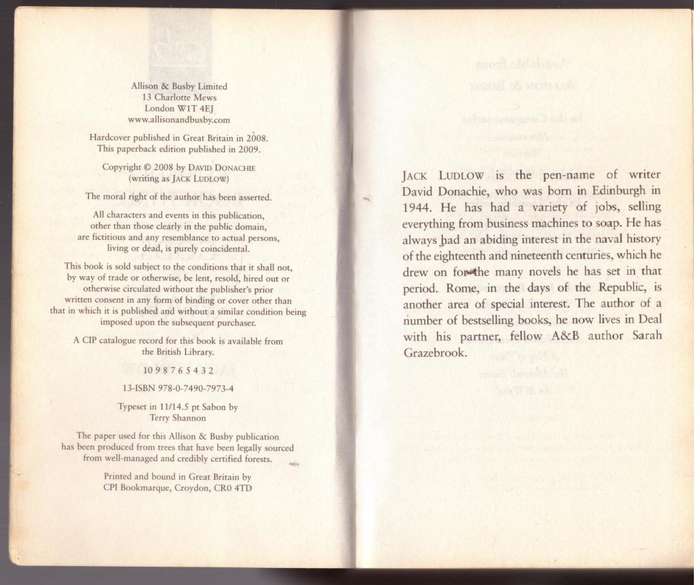 Allison & Busby Limited
13 Charlotte Mews
London W1T 4EJ
www.allisonandbusby.com
Hardcover published in Great Britain in 2008.
This paperback edition published in 2009.
Copyright © 2008 by DAVID DONACHIE
(writing as JACK LUDLOW)
The moral right of the author has been asserted.
All characters and events in this publication,
other than those clearly in the public domain,
are fictitious and any resemblance to actual persons,
living or dead, is purely coincidental.
This book is sold subject to the conditions that it shall not,
by way of trade or otherwise, be lent, resold, hired out or
otherwise circulated without the publisher's prior
written consent in any form of binding or cover other than
that in which it is published and without a similar condition being
imposed upon the subsequent purchaser.
A CIP catalogue record for this book is available from
the British Library.
10 9 8 7 6 5 4 3 2
13-ISBN 978-0-7490-7973-4
Typeset in 11/14.5 pt Sabon by
Terry Shannon
The paper used for this Allison & Busby publication
has been produced from trees that have been legally sourced
from well-managed and credibly certified forests.
Printed and bound in Great Britain by
CPI Bookmarque, Croydon, CR0 4TD
JACK LUDLOW is the pen-name of writer
David Donachie, who was born in Edinburgh in
1944. He has had a variety of jobs, selling
everything from business machines to soap. He has
always had an abiding interest in the naval history
of the eighteenth and nineteenth centuries, which he
drew on for the many novels he has set in that
period. Rome, in the days of the Republic, is
another area of special interest. The author of a
number of bestselling books, he now lives in Deal
with his partner, fellow A&B author Sarah
Grazebrook.